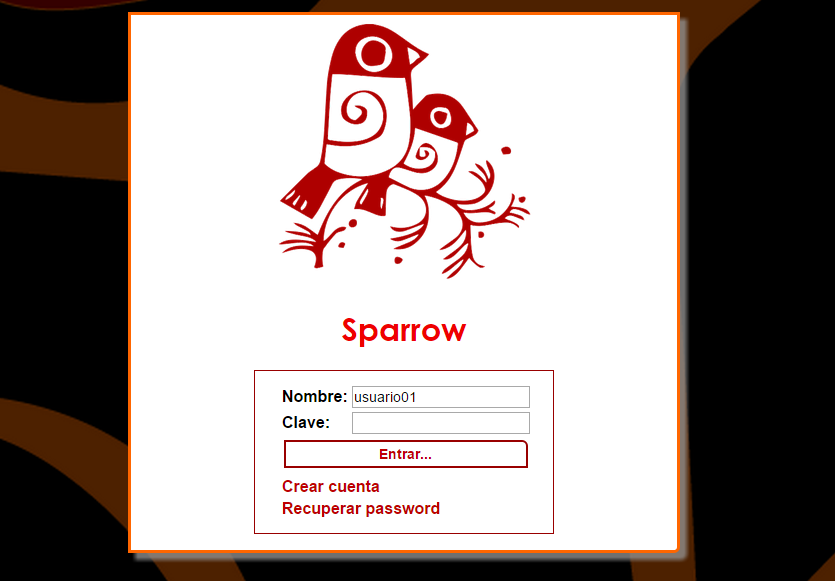 Sparrow
Nombre: usuario01
Clave:
Entrar...
Crear cuenta
Recuperar password